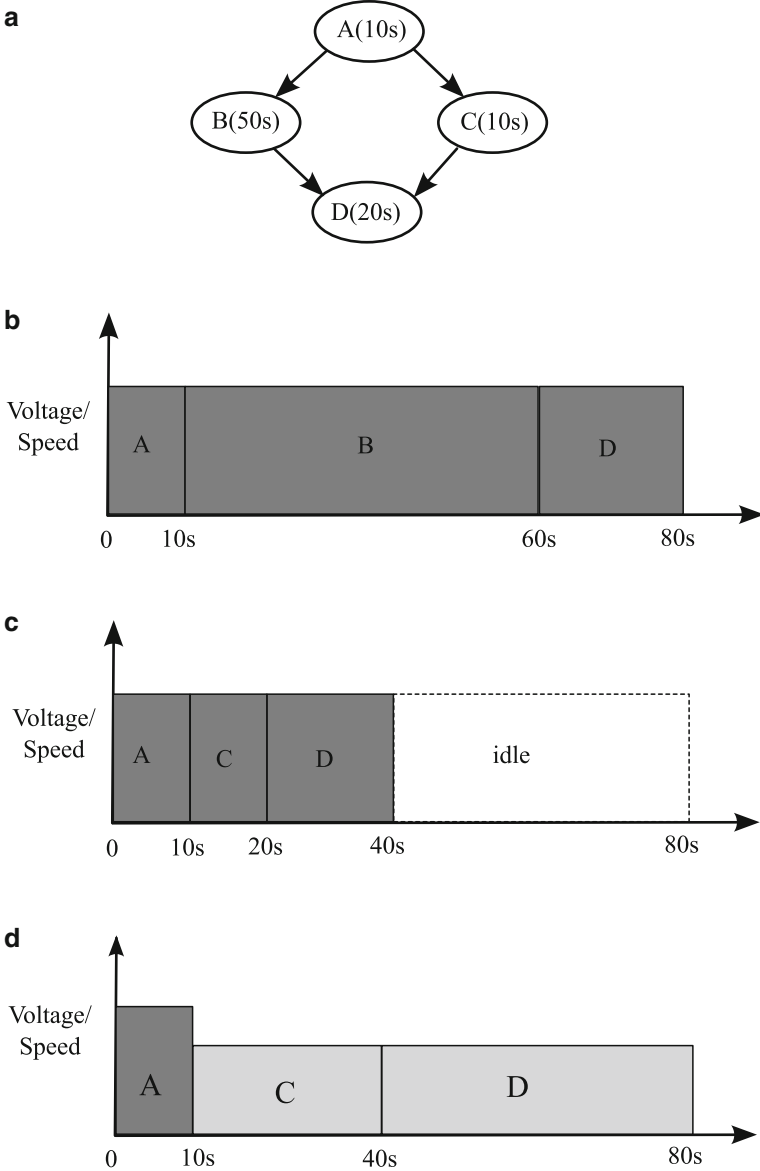 a
A(10s)
B(50s)
C(10s)
D(20s)
b
Voltage/
Speed
A
B
D
0
10s
60s
80s
c
Voltage/
Speed
A
C
D
idle
0
10s
20s
40s
80s
d
Voltage/
Speed
A
C
D
0
10s
40s
80s